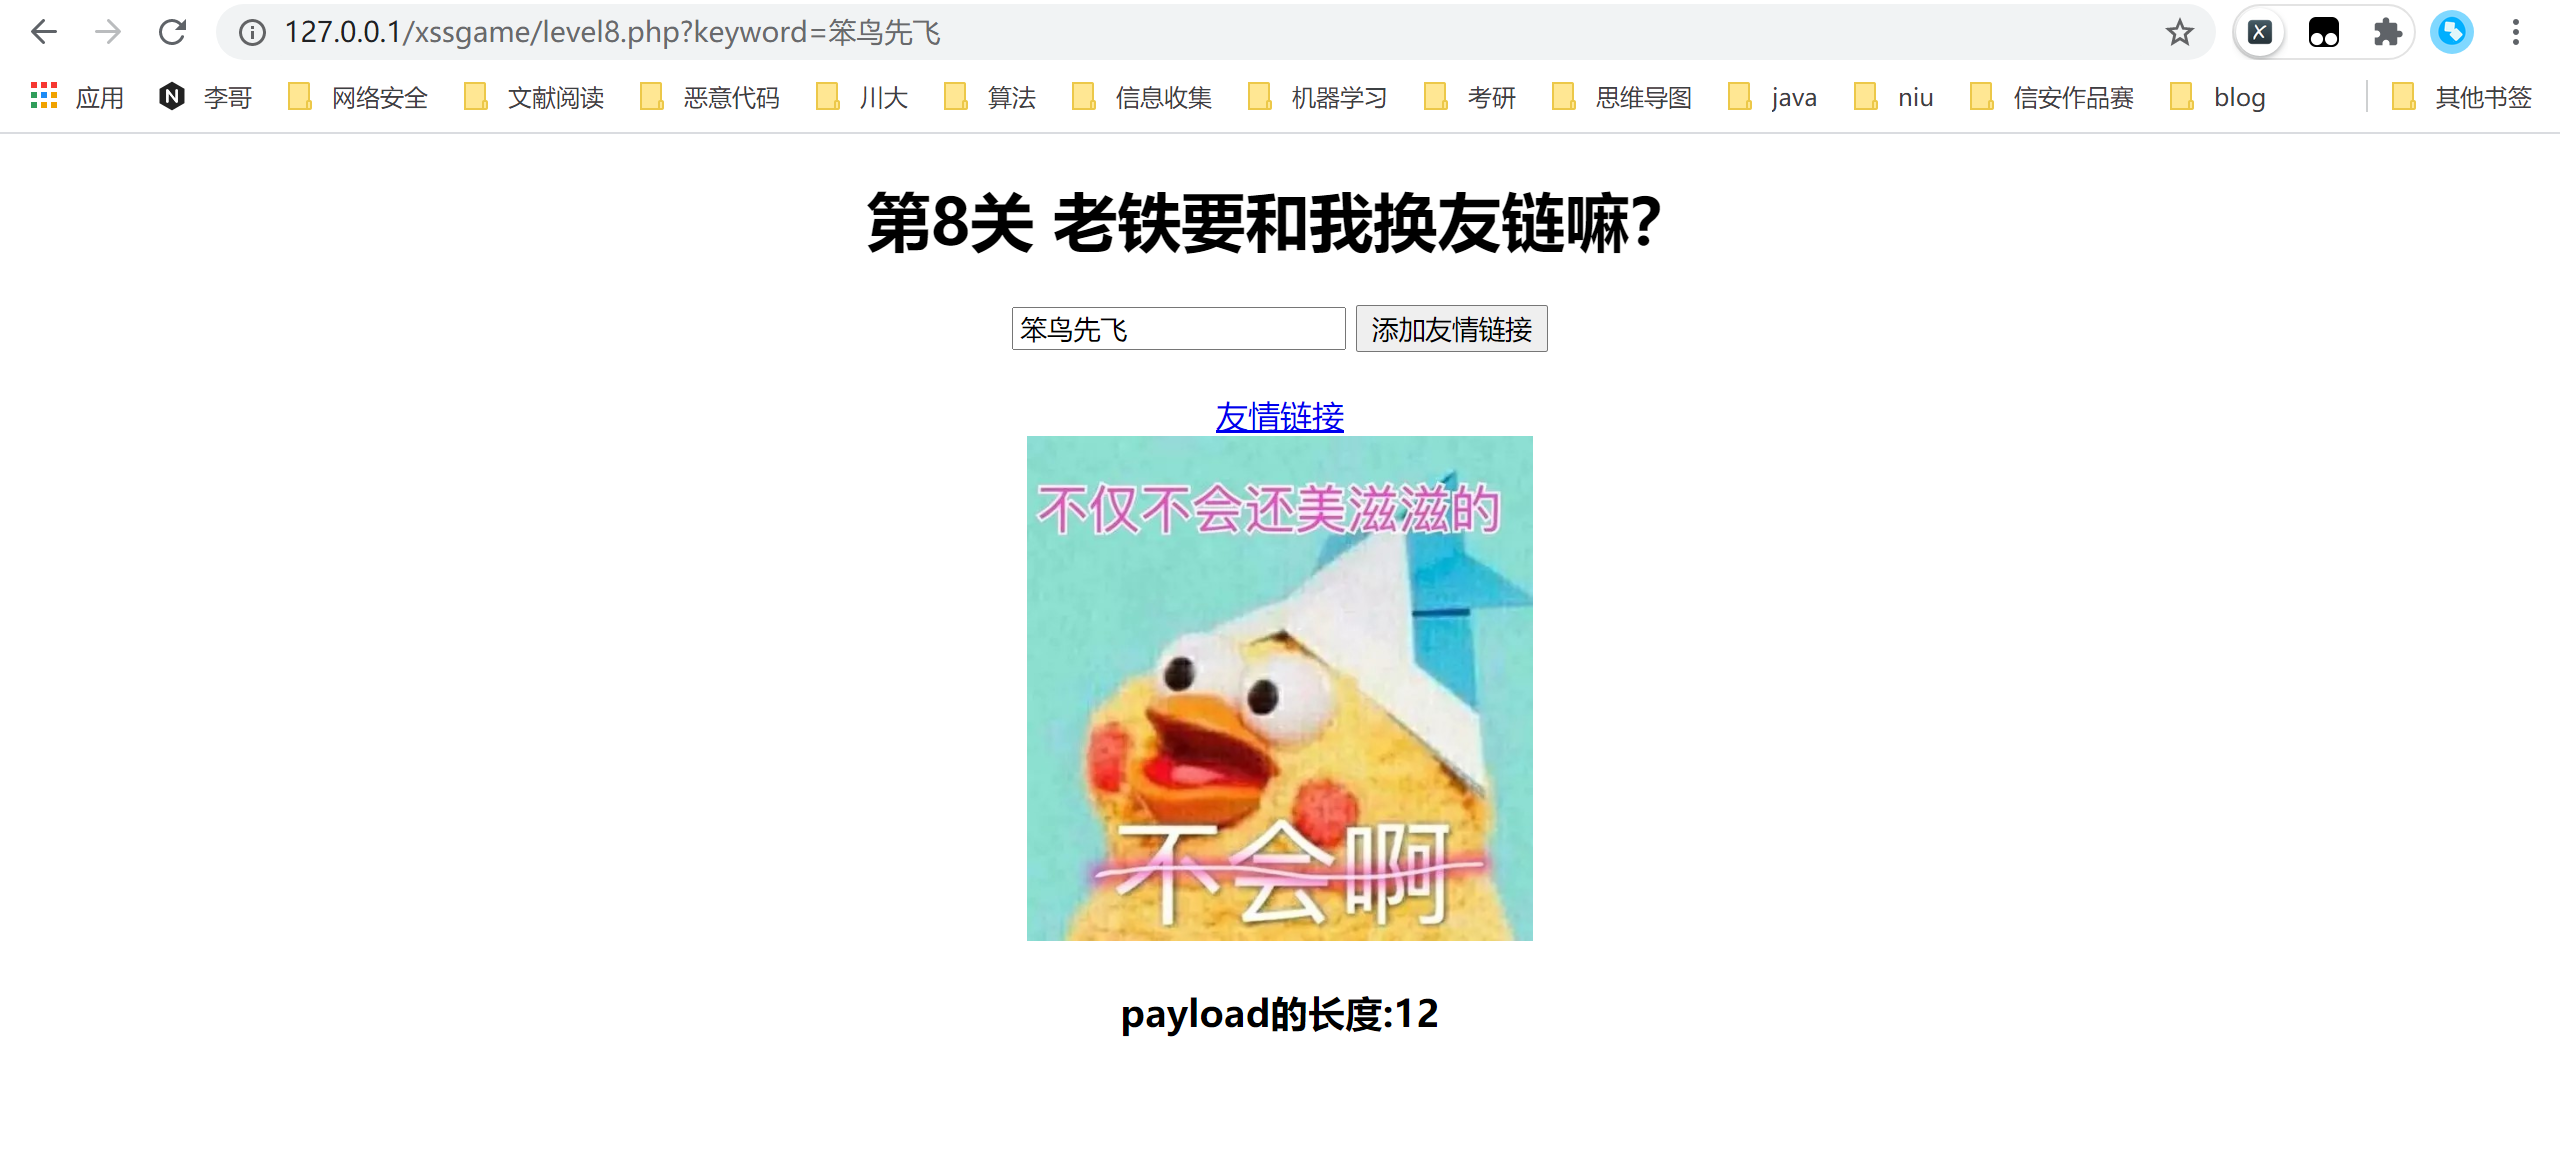 127.0.0.1/xssgame/level8.php?keyword=笨鸟先飞
应用 李哥 网络安全 文献阅读 恶意代码 川大 算法 信息收集 机器学习 考研 思维导图 java niu 信安作品赛 blog 其他书签
第8关 老铁要和我换友链嘛？
笨鸟先飞 添加友情链接
友情链接
不仅不会还美滋滋的
不会啊
payload的长度:12